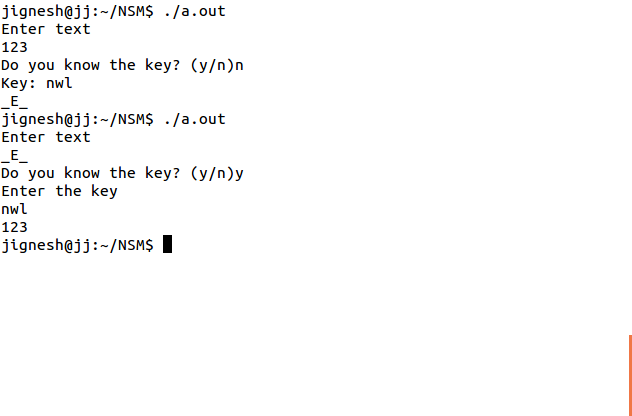 jignesh@jj:~/NSM$ ./a.out
Enter text
123
Do you know the key? (y/n)n
Key: nwl
_E_
jignesh@jj:~/NSM$ ./a.out
Enter text
_E_
Do you know the key? (y/n)y
Enter the key
nwl
123
jignesh@jj:~/NSM$